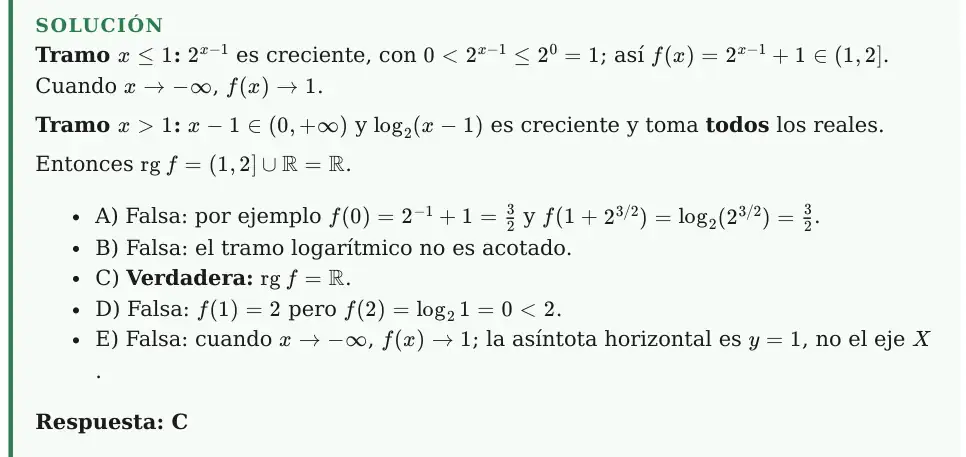 SOLUCIÓN
Tramo x ≤ 1: 2^{x−1} es creciente, con 0 < 2^{x−1} ≤ 2^0 = 1; así f(x) = 2^{x−1} + 1 ∈ (1, 2].
Cuando x → −∞, f(x) → 1.
Tramo x > 1: x − 1 ∈ (0, +∞) y log_2(x − 1) es creciente y toma todos los reales.
Entonces rg f = (1, 2] ∪ ℝ = ℝ.
• A) Falsa: por ejemplo f(0) = 2^{−1} + 1 = 3/2 y f(1 + 2^{3/2}) = log_2(2^{3/2}) = 3/2.
• B) Falsa: el tramo logarítmico no es acotado.
• C) Verdadera: rg f = ℝ.
• D) Falsa: f(1) = 2 pero f(2) = log_2 1 = 0 < 2.
• E) Falsa: cuando x → −∞, f(x) → 1; la asíntota horizontal es y = 1, no el eje X
.
Respuesta: C